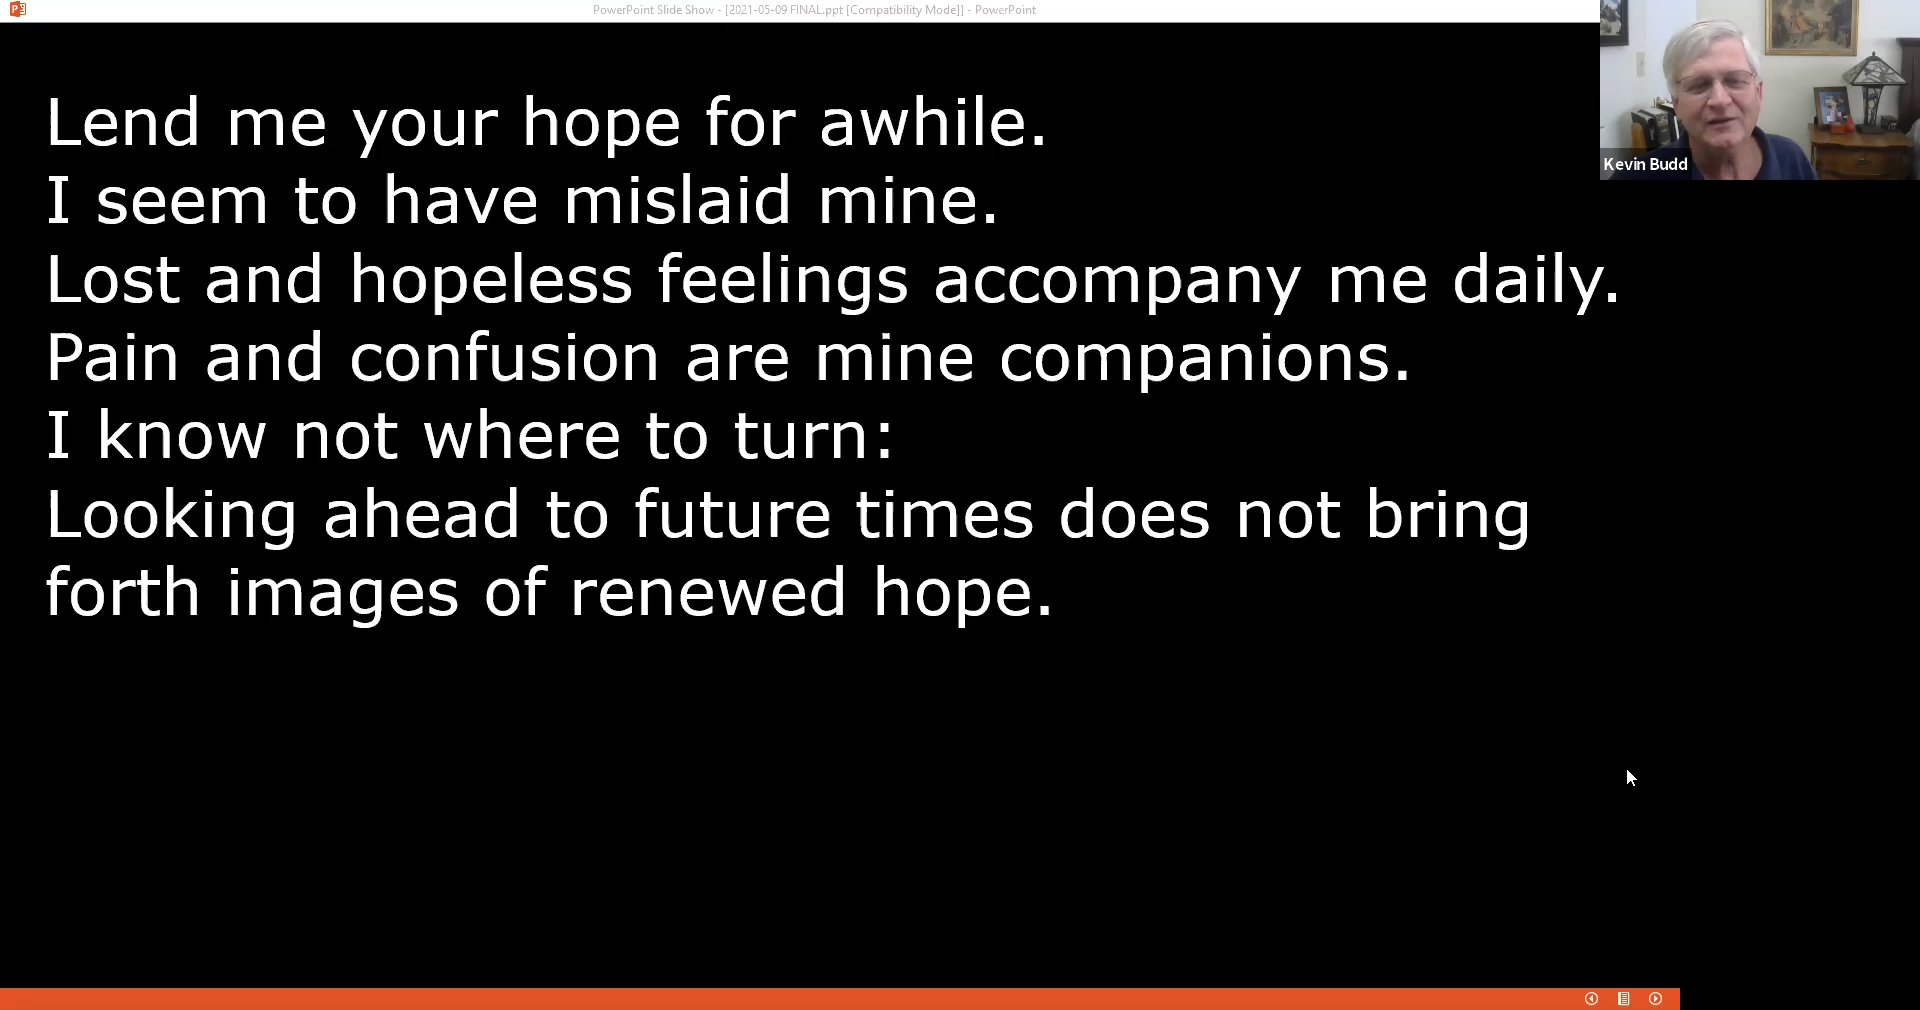 PowerPoint Slide Show - [2021-05-09 FINAL.ppt [Compatibility Mode]] - PowerPoint
Lend me your hope for awhile.
I seem to have mislaid mine.
Lost and hopeless feelings accompany me daily.
Pain and confusion are mine companions.
I know not where to turn:
Looking ahead to future times does not bring
forth images of renewed hope.
Kevin Budd